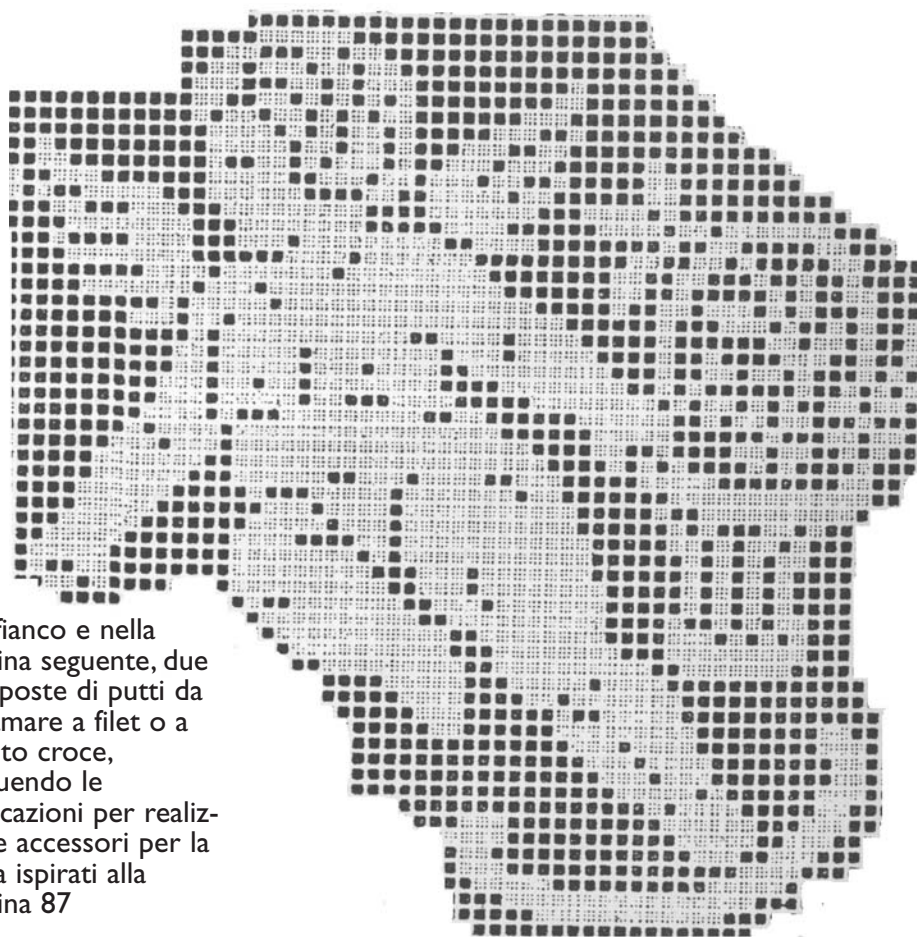 fianco e nella
ina seguente, due
poste di putti da
amare a filet o a
to croce,
uendo le
cazioni per realiz-
e accessori per la
a ispirati alla
ina 87